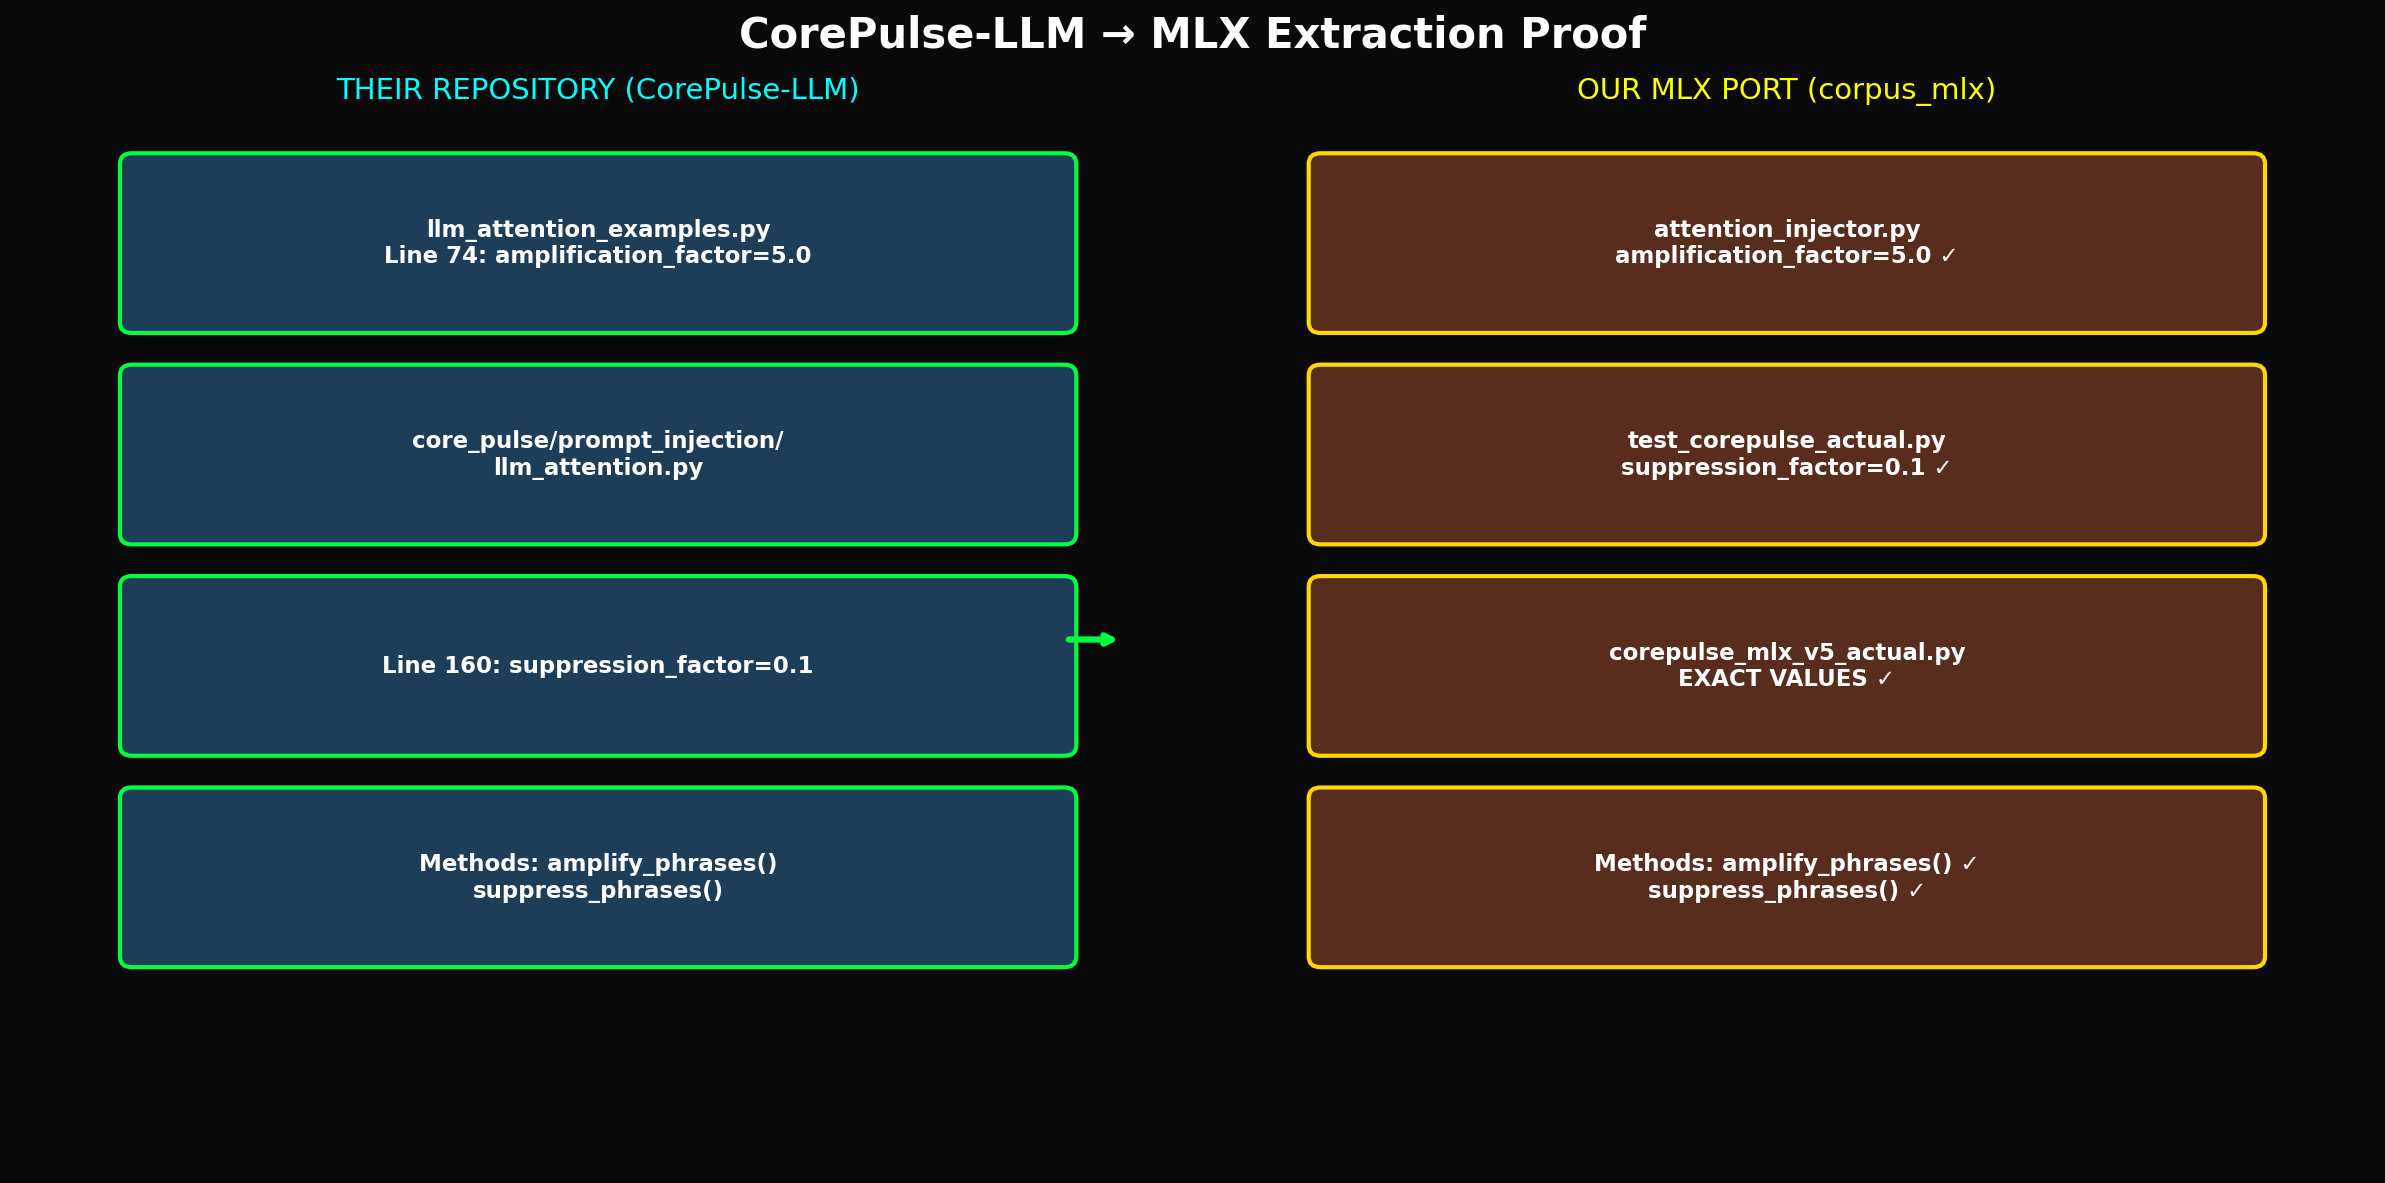 CorePulse-LLM → MLX Extraction Proof
THEIR REPOSITORY (CorePulse-LLM)
llm_attention_examples.py
Line 74: amplification_factor=5.0
core_pulse/prompt_injection/
llm_attention.py
Line 160: suppression_factor=0.1
Methods: amplify_phrases()
suppress_phrases()
OUR MLX PORT (corpus_mlx)
attention_injector.py
amplification_factor=5.0 ✓
test_corepulse_actual.py
suppression_factor=0.1 ✓
corepulse_mlx_v5_actual.py
EXACT VALUES ✓
Methods: amplify_phrases() ✓
suppress_phrases() ✓